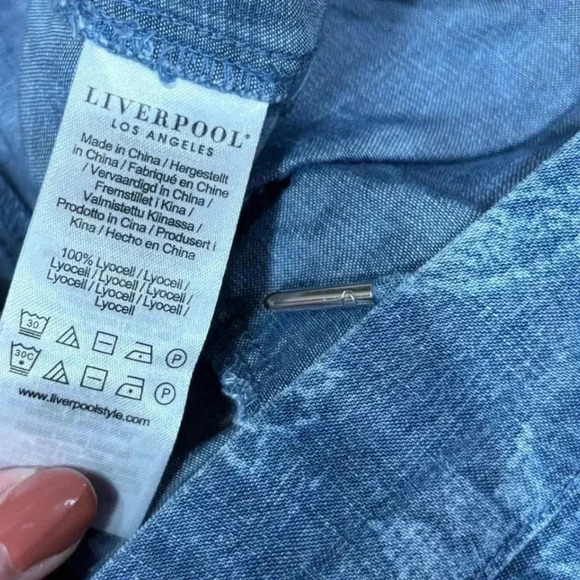 LIVERPOOL
LOS ANGELES
Made in China / Hergestellt
in China / Fabriqué en Chine
/ Vervaardigd in China /
Fremstillet i Kina /
Valmistettu Kiinassa /
Prodotto in Cina / Produsert i
Kina / Hecho en China
100% Lyocell / Lyocell /
Lyocell / Lyocell / Lyocell /
Lyocell / Lyocell / Lyocell /
Lyocell
30
P
30C
P
www.liverpoolstyle.com